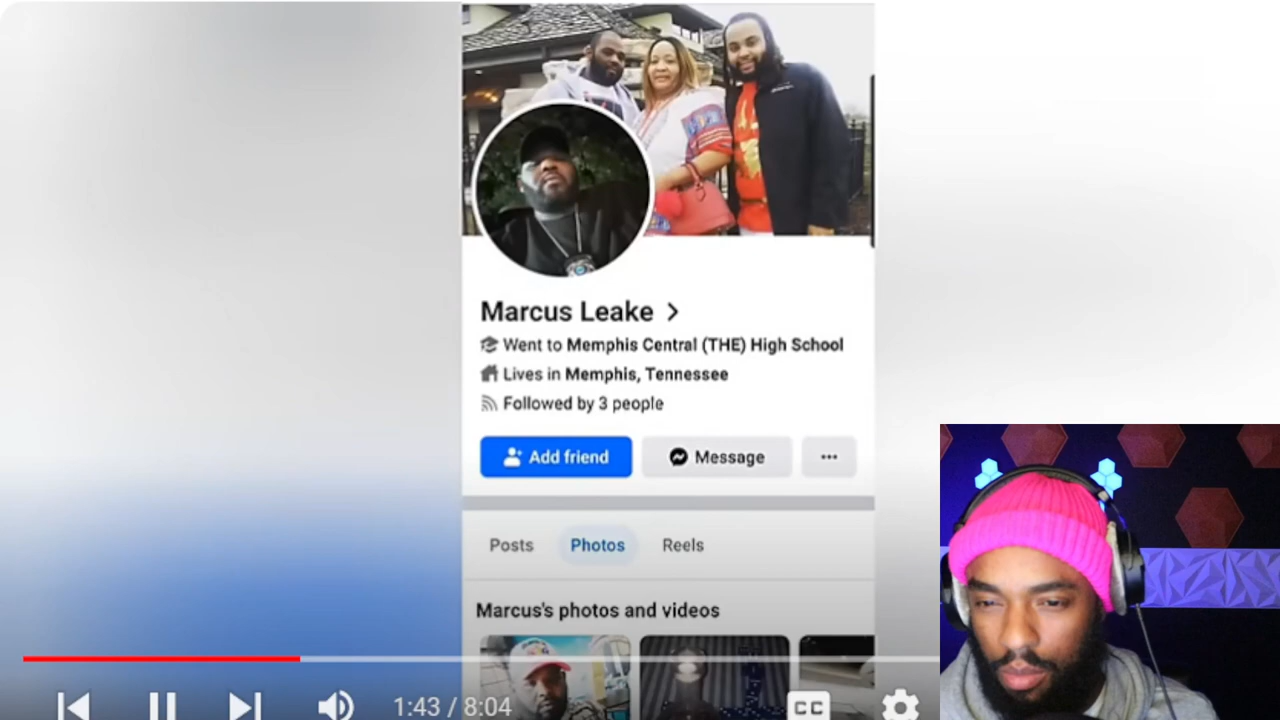 Marcus Leake >
Went to Memphis Central (THE) High School
Lives in Memphis, Tennessee
Followed by 3 people
Add friend
Message
Posts
Photos
Reels
Marcus's photos and videos
1:43 / 8:04
CC